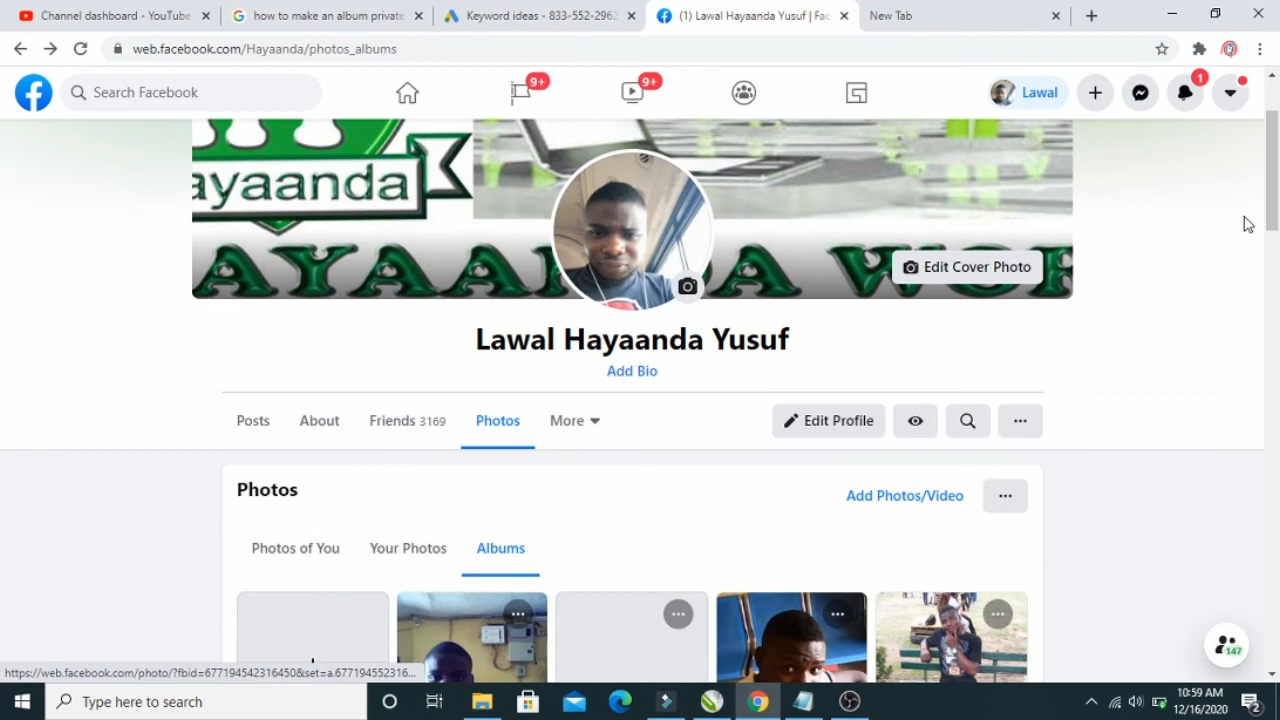 Channel dashboard - YouTube
how to make an album private
Keyword ideas - 833-552-2962
(1) Lawal Hayaanda Yusuf | Fac
New Tab
web.facebook.com/Hayaanda/photos_albums
Search Facebook
9+
9+
Lawal
1
ayaanda
AYAAN DA WOR
Edit Cover Photo
Lawal Hayaanda Yusuf
Add Bio
Posts
About
Friends 3169
Photos
More
Edit Profile
Photos
Add Photos/Video
Photos of You
Your Photos
Albums
147
https://web.facebook.com/photo/?fbid=677194542316450&set=a.677194552316...
Type here to search
10:59 AM
12/16/2020
2